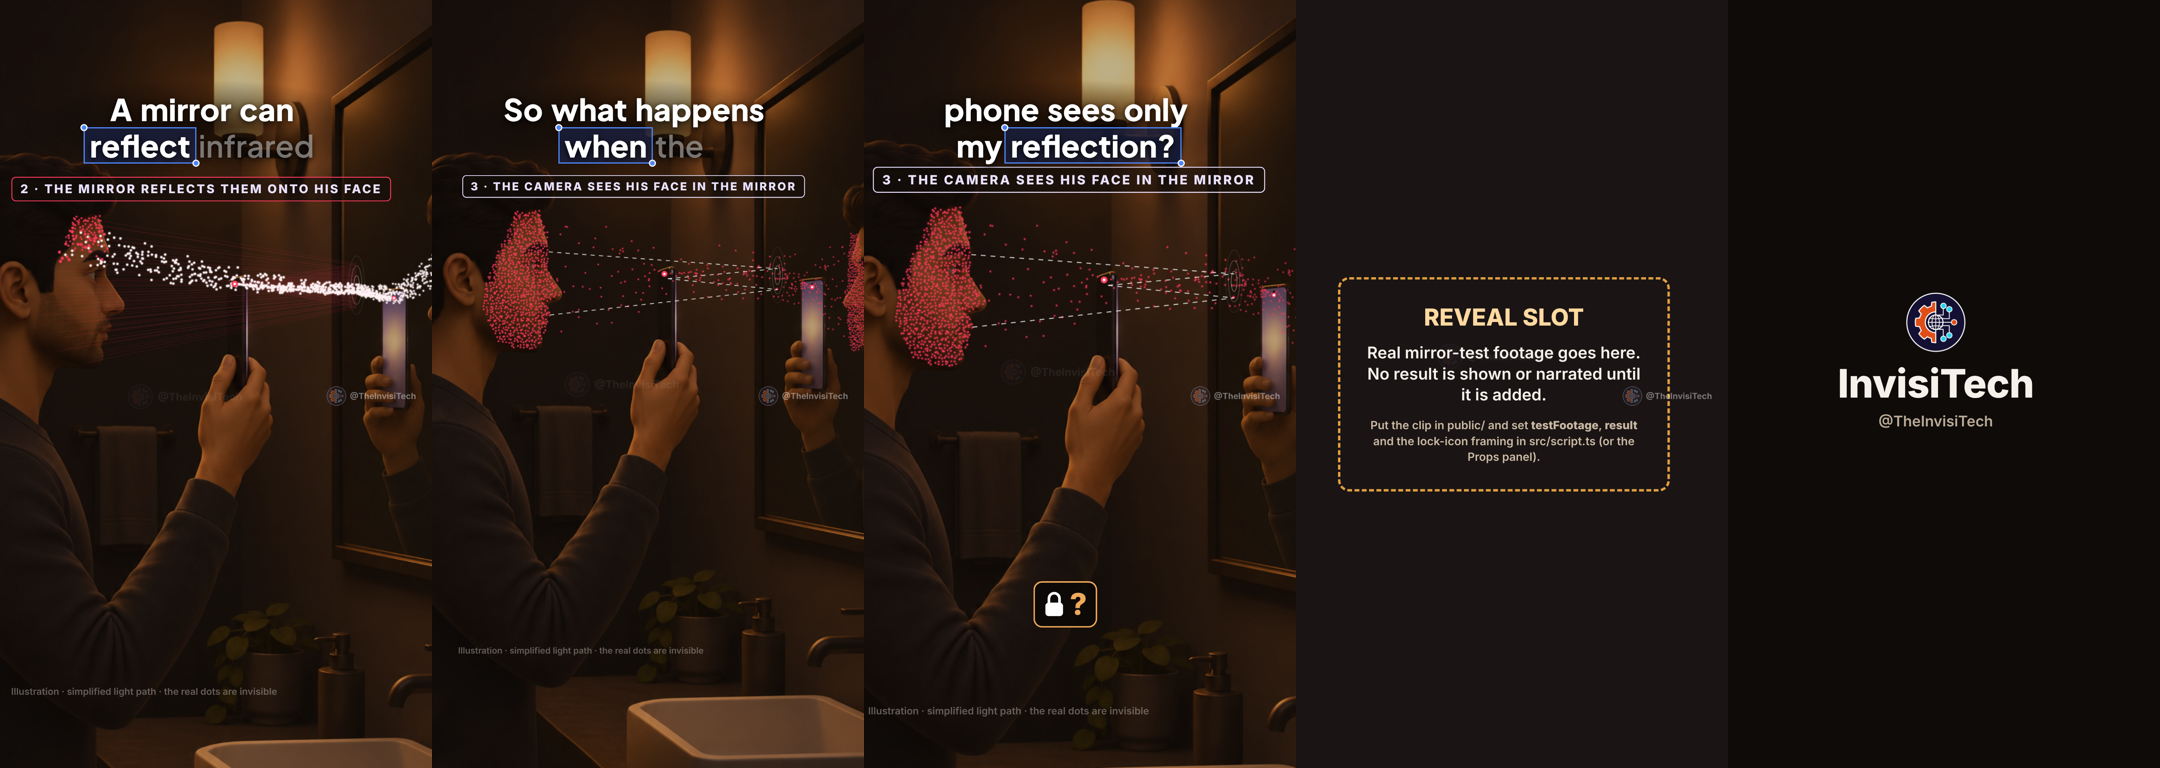 A mirror can
reflect infrared
2 · THE MIRROR REFLECTS THEM ONTO HIS FACE
@TheInvisiTech
@TheInvisiTech
Illustration · simplified light path · the real dots are invisible
So what happens
when the
3 · THE CAMERA SEES HIS FACE IN THE MIRROR
@TheInvisiTech
@TheInvisiTech
Illustration · simplified light path · the real dots are invisible
phone sees only
my reflection?
3 · THE CAMERA SEES HIS FACE IN THE MIRROR
@TheInvisiTech
@TheInvisiTech
?
Illustration · simplified light path · the real dots are invisible
REVEAL SLOT
Real mirror-test footage goes here.
No result is shown or narrated until
it is added.
@TheInvisiTech
Put the clip in public/ and set testFootage, result
and the lock-icon framing in src/script.ts (or the
Props panel).
InvisiTech
@TheInvisiTech